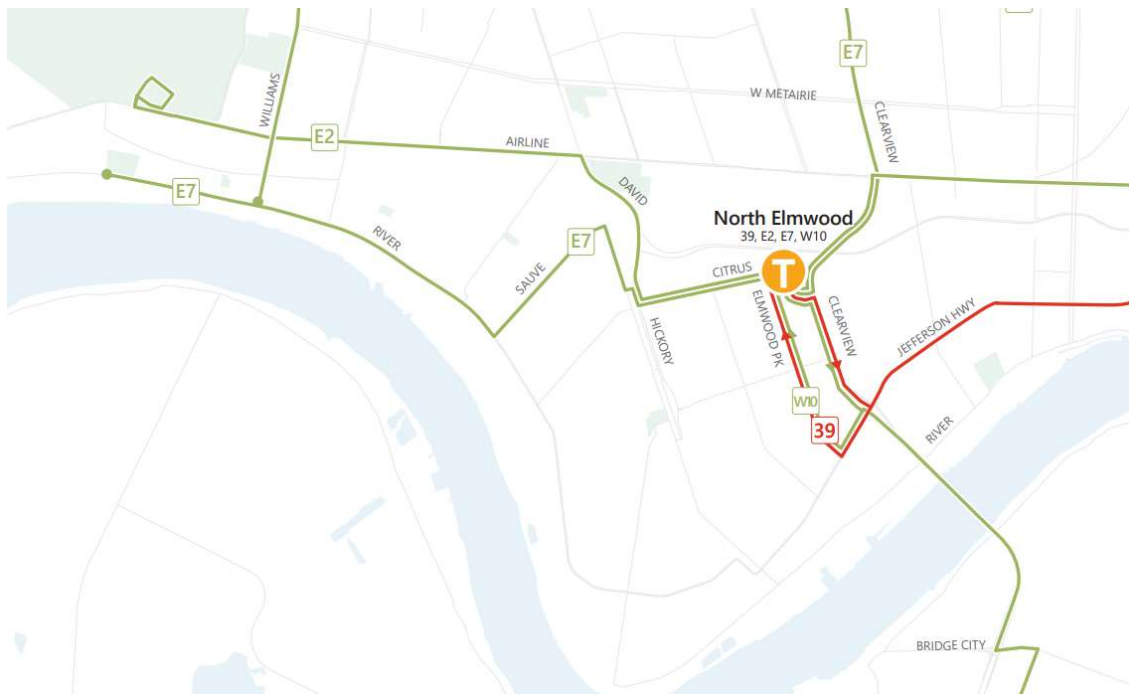 E7
W METAIRIE
WILLIAMS
CLEARVIEW
E2
AIRLINE
DAVID
E7
North Elmwood
39, E2, E7, W10
T
RIVER
E7
SAUVE
CITRUS
ELMWOOD PK
CLEARVIEW
HICKORY
JEFFERSON HWY
W10
39
RIVER
BRIDGE CITY